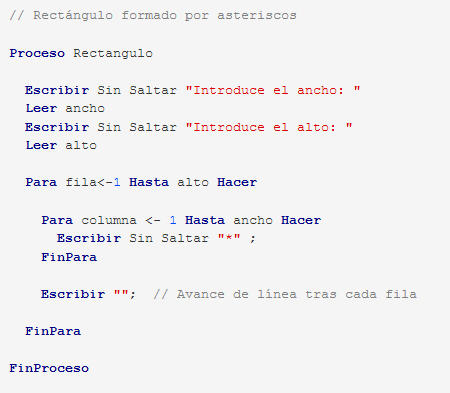 // Rectángulo formado por asteriscos
Proceso Rectangulo
Escribir Sin Saltar "Introduce el ancho: "
Leer ancho
Escribir Sin Saltar "Introduce el alto: "
Leer alto
Para fila<-1 Hasta alto Hacer
Para columna <- 1 Hasta ancho Hacer
Escribir Sin Saltar "*" ;
FinPara
Escribir "";  // Avance de línea tras cada fila
FinPara
FinProceso